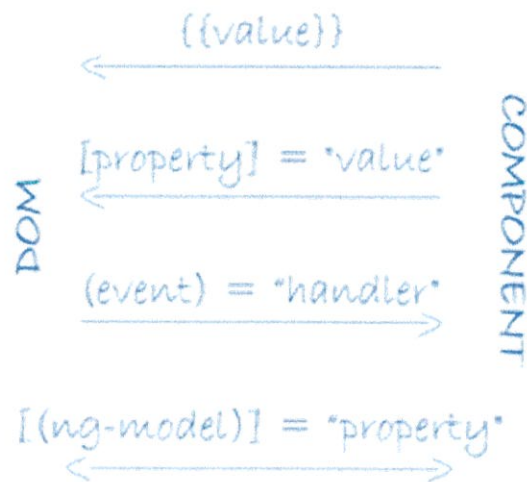 {{value}}
[property] = "value"
(event) = "handler"
[(ng-model)] = "property"
DOM
COMPONENT